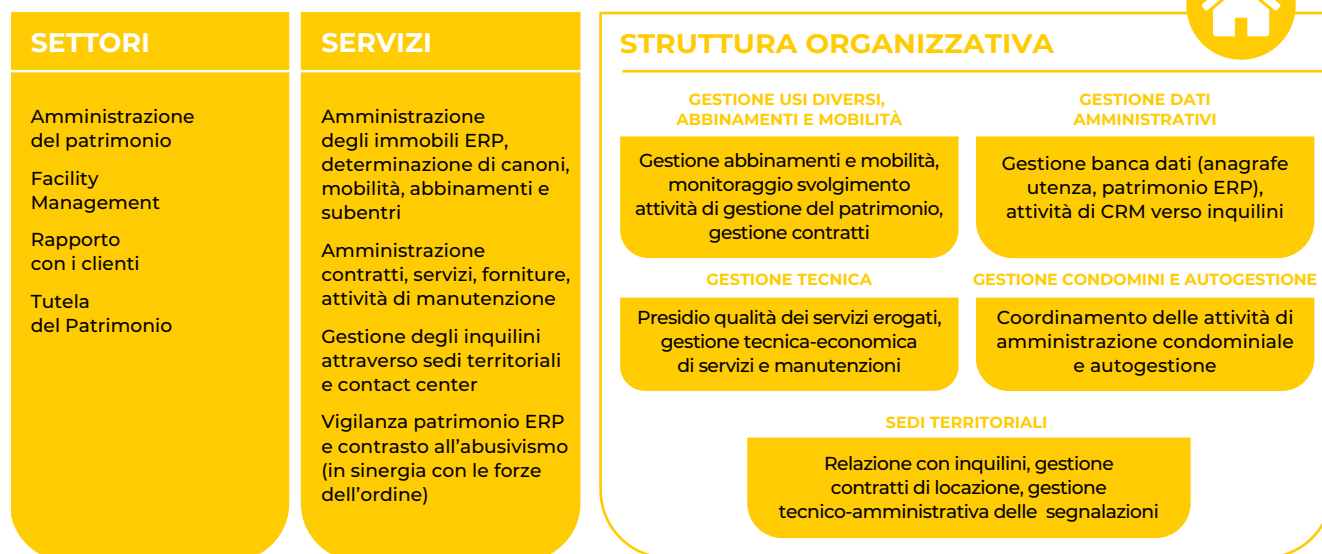 SETTORI
Amministrazione
del patrimonio
Facility
Management
Rapporto
con i clienti
Tutela
del Patrimonio
SERVIZI
Amministrazione
degli immobili ERP,
determinazione di canoni,
mobilità, abbinamenti e
subentri
Amministrazione
contratti, servizi, forniture,
attività di manutenzione
Gestione degli inquilini
attraverso sedi territoriali
e contact center
Vigilanza patrimonio ERP
e contrasto all'abusivismo
(in sinergia con le forze
dell'ordine)
STRUTTURA ORGANIZZATIVA
GESTIONE USI DIVERSI,
ABBINAMENTI E MOBILITÀ
Gestione abbinamenti e mobilità,
monitoraggio svolgimento
attività di gestione del patrimonio,
gestione contratti
GESTIONE DATI
AMMINISTRATIVI
Gestione banca dati (anagrafe
utenza, patrimonio ERP),
attività di CRM verso inquilini
GESTIONE TECNICA
Presidio qualità dei servizi erogati,
gestione tecnica-economica
di servizi e manutenzioni
GESTIONE CONDOMINI E AUTOGESTIONE
Coordinamento delle attività di
amministrazione condominiale
e autogestione
SEDI TERRITORIALI
Relazione con inquilini, gestione
contratti di locazione, gestione
tecnico-amministrativa delle segnalazioni